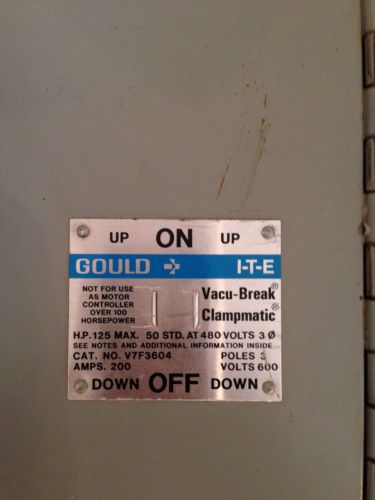 UP ON UP
GOULD I-T-E
NOT FOR USE
AS MOTOR
CONTROLLER
OVER 100
HORSEPOWER
Vacu-Break®
Clampmatic®
H.P. 125 MAX. 50 STD. AT 480 VOLTS 3 Ø
SEE NOTES AND ADDITIONAL INFORMATION INSIDE
CAT. NO. V7F3604 POLES 3
AMPS. 200 VOLTS 600
DOWN OFF DOWN